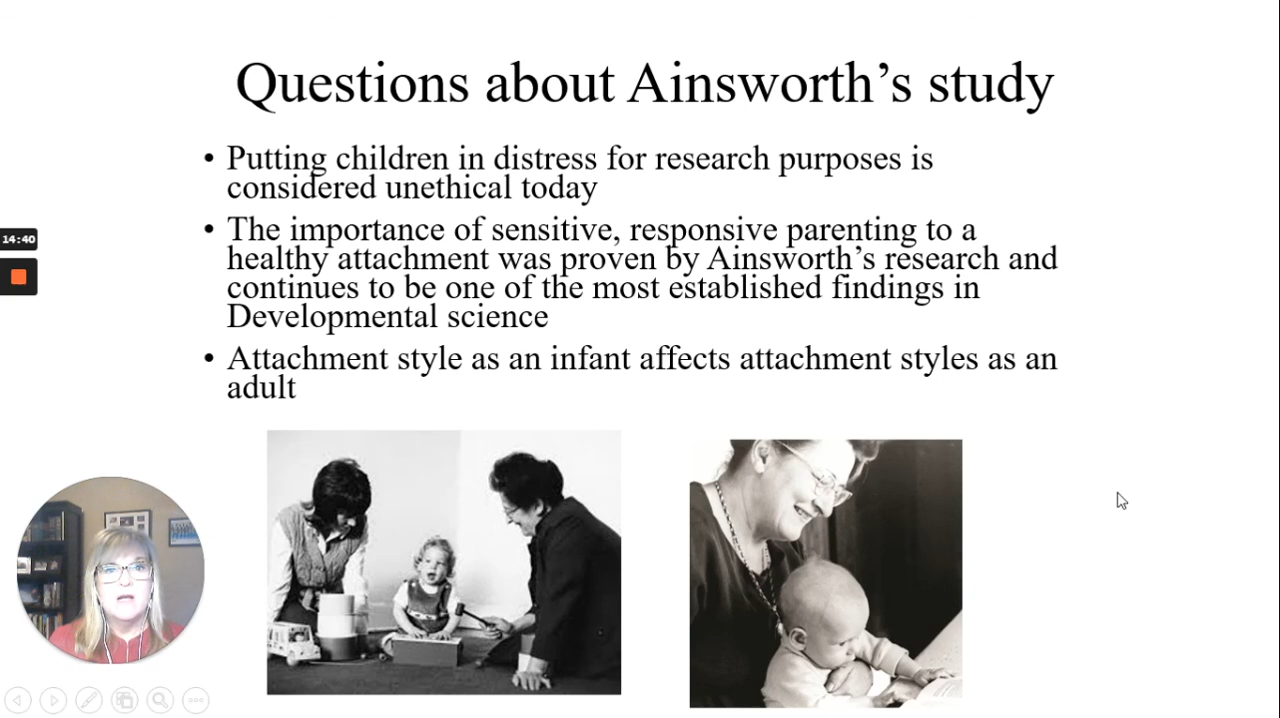 Questions about Ainsworth’s study
• Putting children in distress for research purposes is
considered unethical today
• The importance of sensitive, responsive parenting to a
healthy attachment was proven by Ainsworth’s research and
continues to be one of the most established findings in
Developmental science
• Attachment style as an infant affects attachment styles as an
adult
14:40